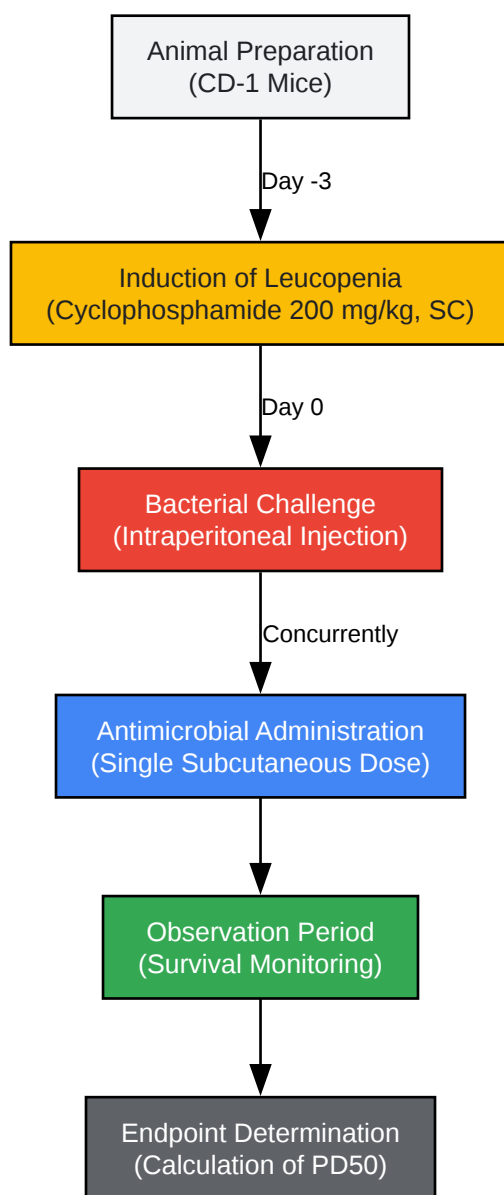 Animal Preparation
(CD-1 Mice)
Day -3
Induction of Leucopenia
(Cyclophosphamide 200 mg/kg, SC)
Day 0
Bacterial Challenge
(Intraperitoneal Injection)
Concurrently
Antimicrobial Administration
(Single Subcutaneous Dose)
Observation Period
(Survival Monitoring)
Endpoint Determination
(Calculation of PD50)